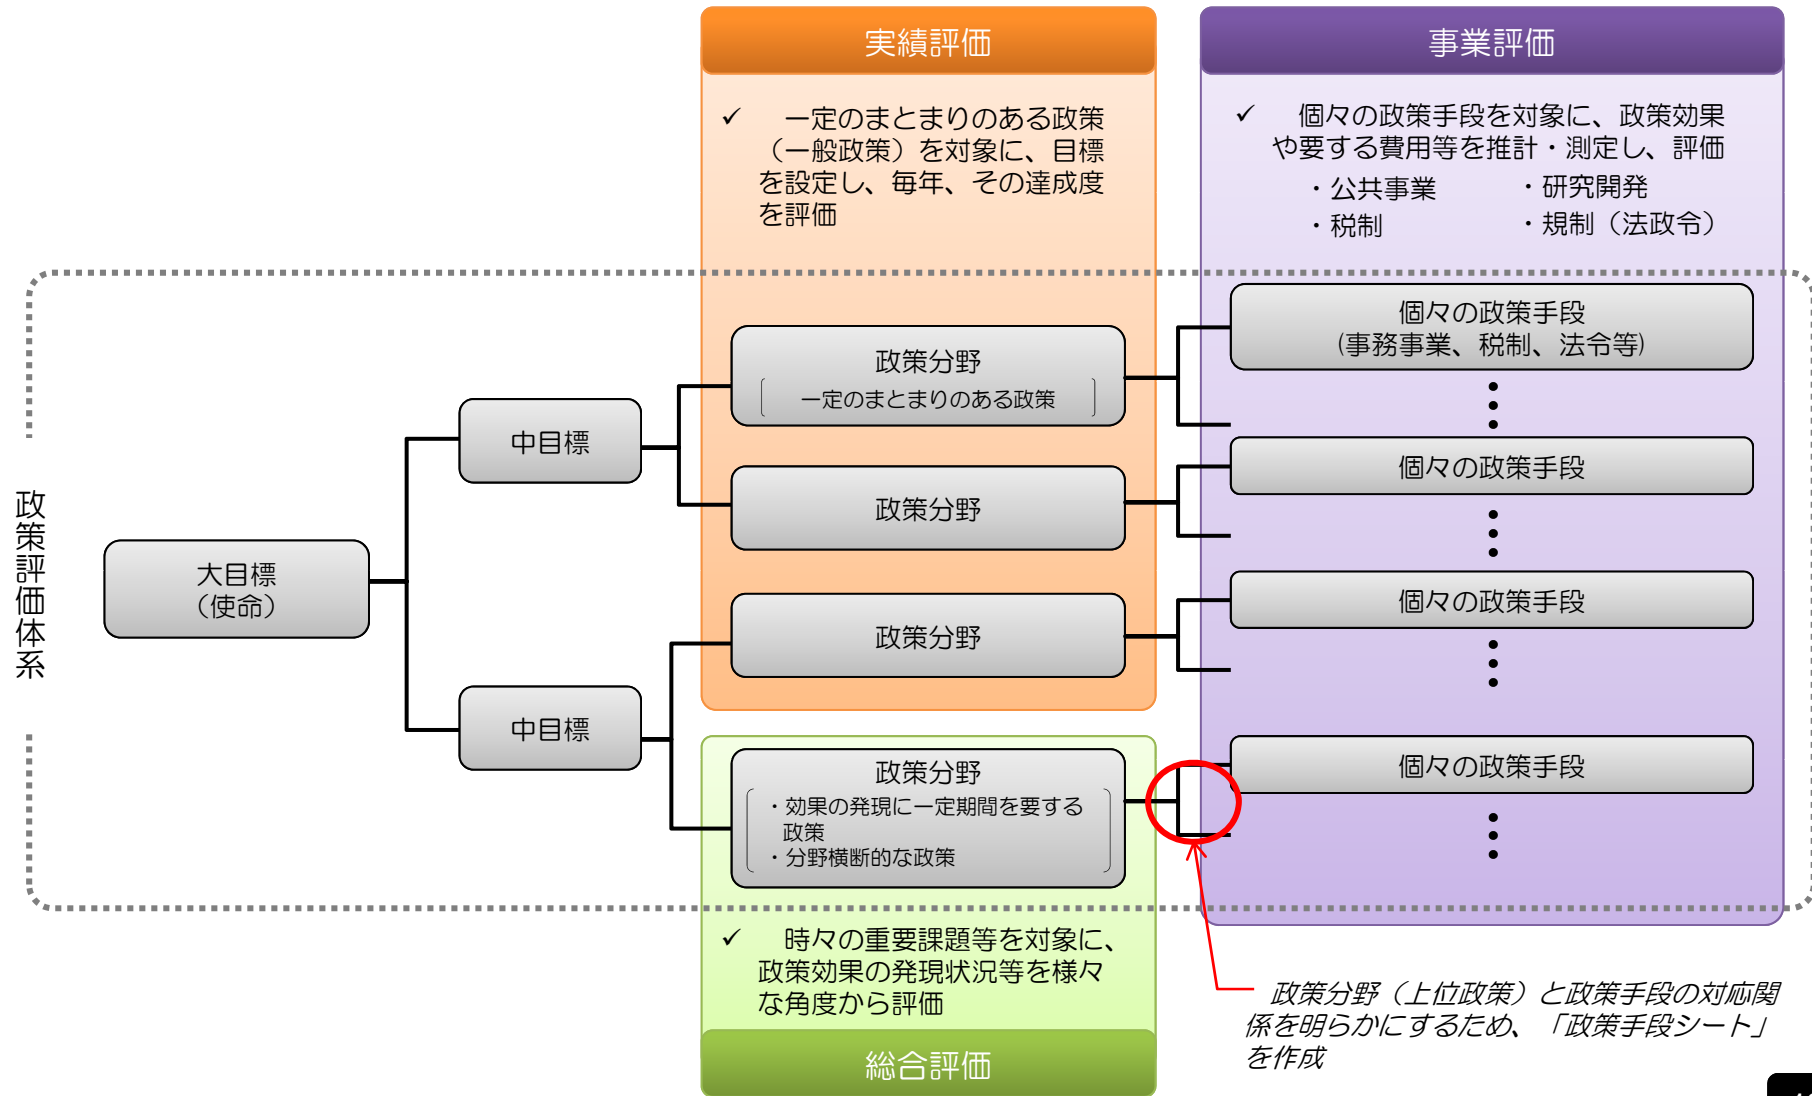 実績評価
✓ 一定のまとまりのある政策
（一般政策）を対象に、目標
を設定し、毎年、その達成度
を評価
事業評価
✓ 個々の政策手段を対象に、政策効果
や要する費用等を推計・測定し、評価
・公共事業 ・研究開発
・税制 ・規制（法政令）
政策評価体系
大目標
（使命）
中目標
中目標
政策分野
一定のまとまりのある政策
政策分野
政策分野
政策分野
・効果の発現に一定期間を要する
政策
・分野横断的な政策
個々の政策手段
(事務事業、税制、法令等)
個々の政策手段
個々の政策手段
個々の政策手段
✓ 時々の重要課題等を対象に、
政策効果の発現状況等を様々
な角度から評価
総合評価
政策分野（上位政策）と政策手段の対応関
係を明らかにするため、「政策手段シート」
を作成